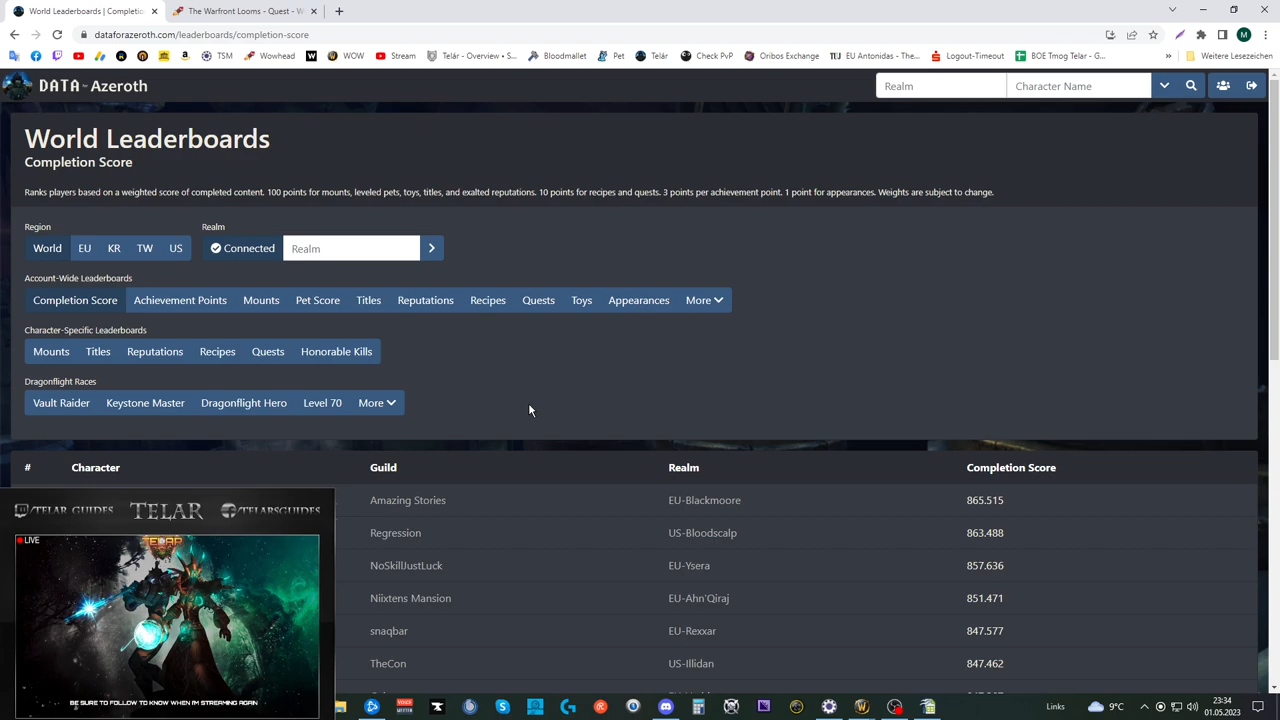 World Leaderboards | Completio
The Warfront Looms - Quest - W
dataforazeroth.com/leaderboards/completion-score
TSM
Wowhead
WOW
Stream
Telár - Overview • S...
Bloodmallet
Pet
Telár
Check PvP
Oribos Exchange
EU Antonidas - The...
Logout-Timeout
BOE Tmog Telar - G...
»
Weitere Lesezeichen
DATA for Azeroth
Realm
Character Name
World Leaderboards
Completion Score
Ranks players based on a weighted score of completed content. 100 points for mounts, leveled pets, toys, titles, and exalted reputations. 10 points for recipes and quests. 3 points per achievement point. 1 point for appearances. Weights are subject to change.
Region
Realm
World EU KR TW US
Connected Realm
Account-Wide Leaderboards
Completion Score Achievement Points Mounts Pet Score Titles Reputations Recipes Quests Toys Appearances More
Character-Specific Leaderboards
Mounts Titles Reputations Recipes Quests Honorable Kills
Dragonflight Races
Vault Raider Keystone Master Dragonflight Hero Level 70 More
# Character Guild Realm Completion Score
Amazing Stories EU-Blackmoore 865.515
Regression US-Bloodscalp 863.488
NoSkillJustLuck EU-Ysera 857.636
Niixtens Mansion EU-Ahn'Qiraj 851.471
snaqbar EU-Rexxar 847.577
TheCon US-Illidan 847.462
/TELAR GUIDES
TELAR
/TELARSGUIDES
LIVE
TELAR
BE SURE TO FOLLOW TO KNOW WHEN I'M STREAMING AGAIN
Links
9°C
23:34
01.05.2023